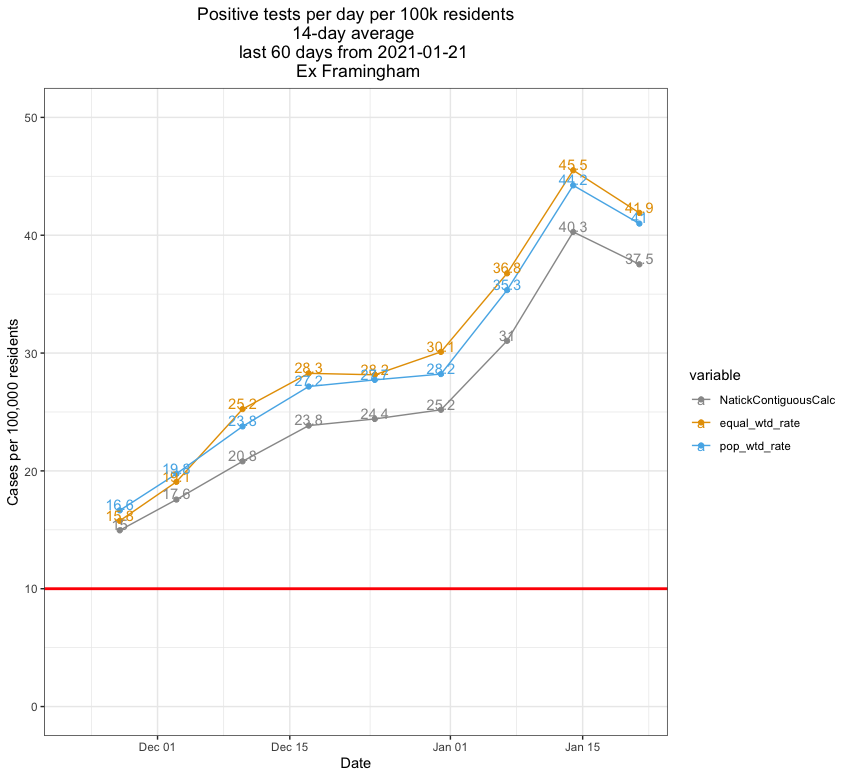 Positive tests per day per 100k residents
14-day average
last 60 days from 2021-01-21
Ex Framingham
50
40
30
20
10
0
Cases per 100,000 residents
45.5
44.2
41.9
41
40.3
37.5
36.8
35.3
31
30.1
28.3
28.2
28.2
27.2
25.2
25.2
24.4
23.8
23.8
20.8
19.8
19.1
17.6
16.6
15.8
15
Dec 01
Dec 15
Jan 01
Jan 15
Date
variable
NatickContiguousCalc
equal_wtd_rate
pop_wtd_rate